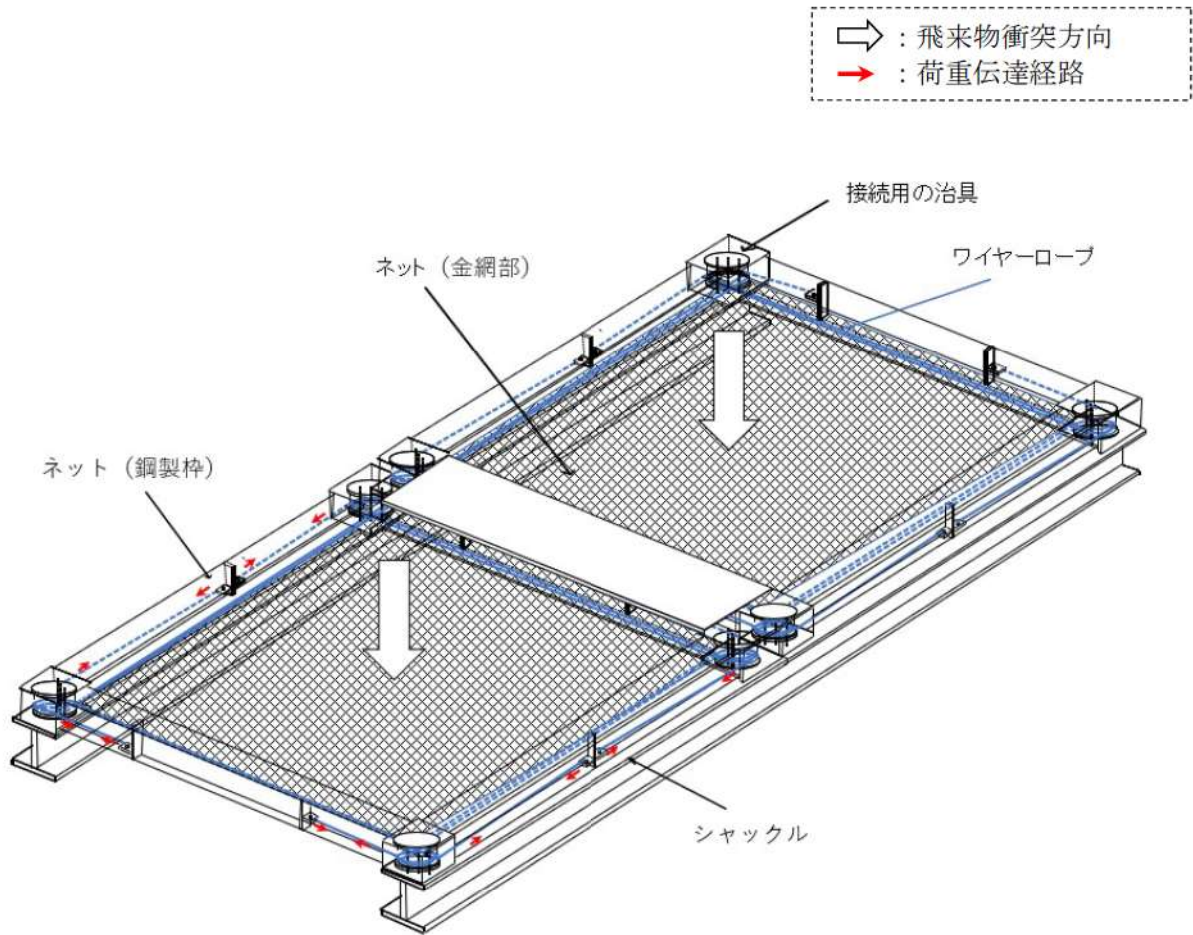 ：飛来物衝突方向
：荷重伝達経路
接続用の治具
ネット（金網部）
ワイヤーロープ
ネット（鋼製枠）
シャックル